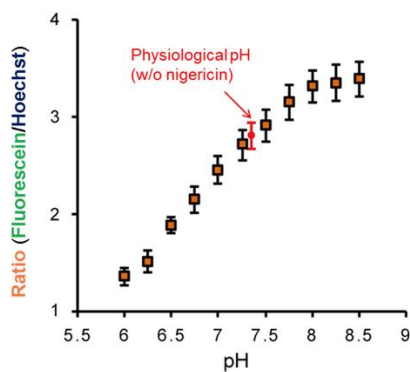 4
3
2
1
Ratio (Fluorescein/Hoechst)
Physiological pH
(w/o nigericin)
5.5 6 6.5 7 7.5 8 8.5 9
pH